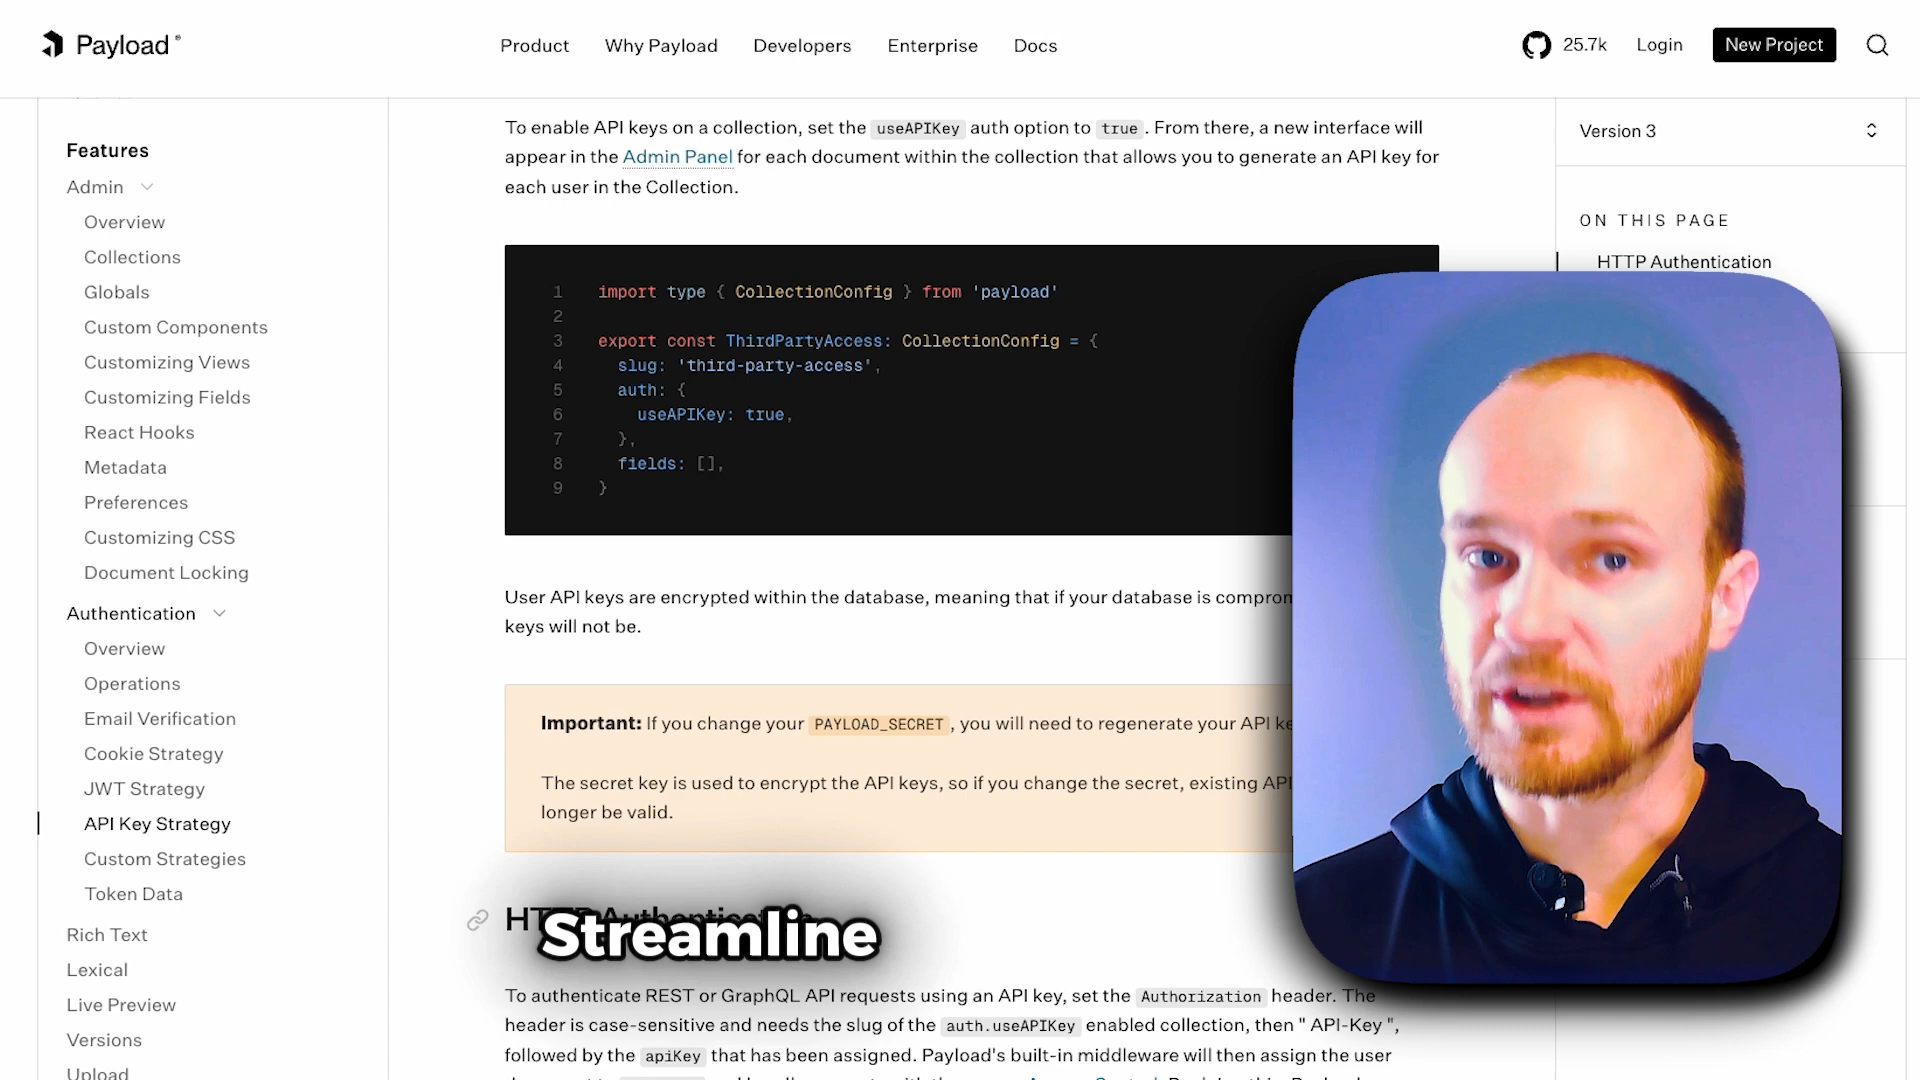 Payload
Product Why Payload Developers Enterprise Docs
25.7k Login New Project
Features
Admin
Overview
Collections
Globals
Custom Components
Customizing Views
Customizing Fields
React Hooks
Metadata
Preferences
Customizing CSS
Document Locking
Authentication
Overview
Operations
Email Verification
Cookie Strategy
JWT Strategy
API Key Strategy
Custom Strategies
Token Data
Rich Text
Lexical
Live Preview
Versions
Upload
To enable API keys on a collection, set the useAPIKey auth option to true. From there, a new interface will
appear in the Admin Panel for each document within the collection that allows you to generate an API key for
each user in the Collection.
1 import type { CollectionConfig } from 'payload'
2
3 export const ThirdPartyAccess: CollectionConfig = {
4 slug: 'third-party-access',
5 auth: {
6 useAPIKey: true,
7 },
8 fields: [],
9 }
User API keys are encrypted within the database, meaning that if your database is
keys will not be.
Important: If you change your PAYLOAD_SECRET, you will need to regenerate your API
The secret key is used to encrypt the API keys, so if you change the secret, existing API
longer be valid.
Streamline
To authenticate REST or GraphQL API requests using an API key, set the Authorization header. The
header is case-sensitive and needs the slug of the auth.useAPIKey enabled collection, then " API-Key ",
followed by the apiKey that has been assigned. Payload's built-in middleware will then assign the user
Version 3
ON THIS PAGE
HTTP Authentication